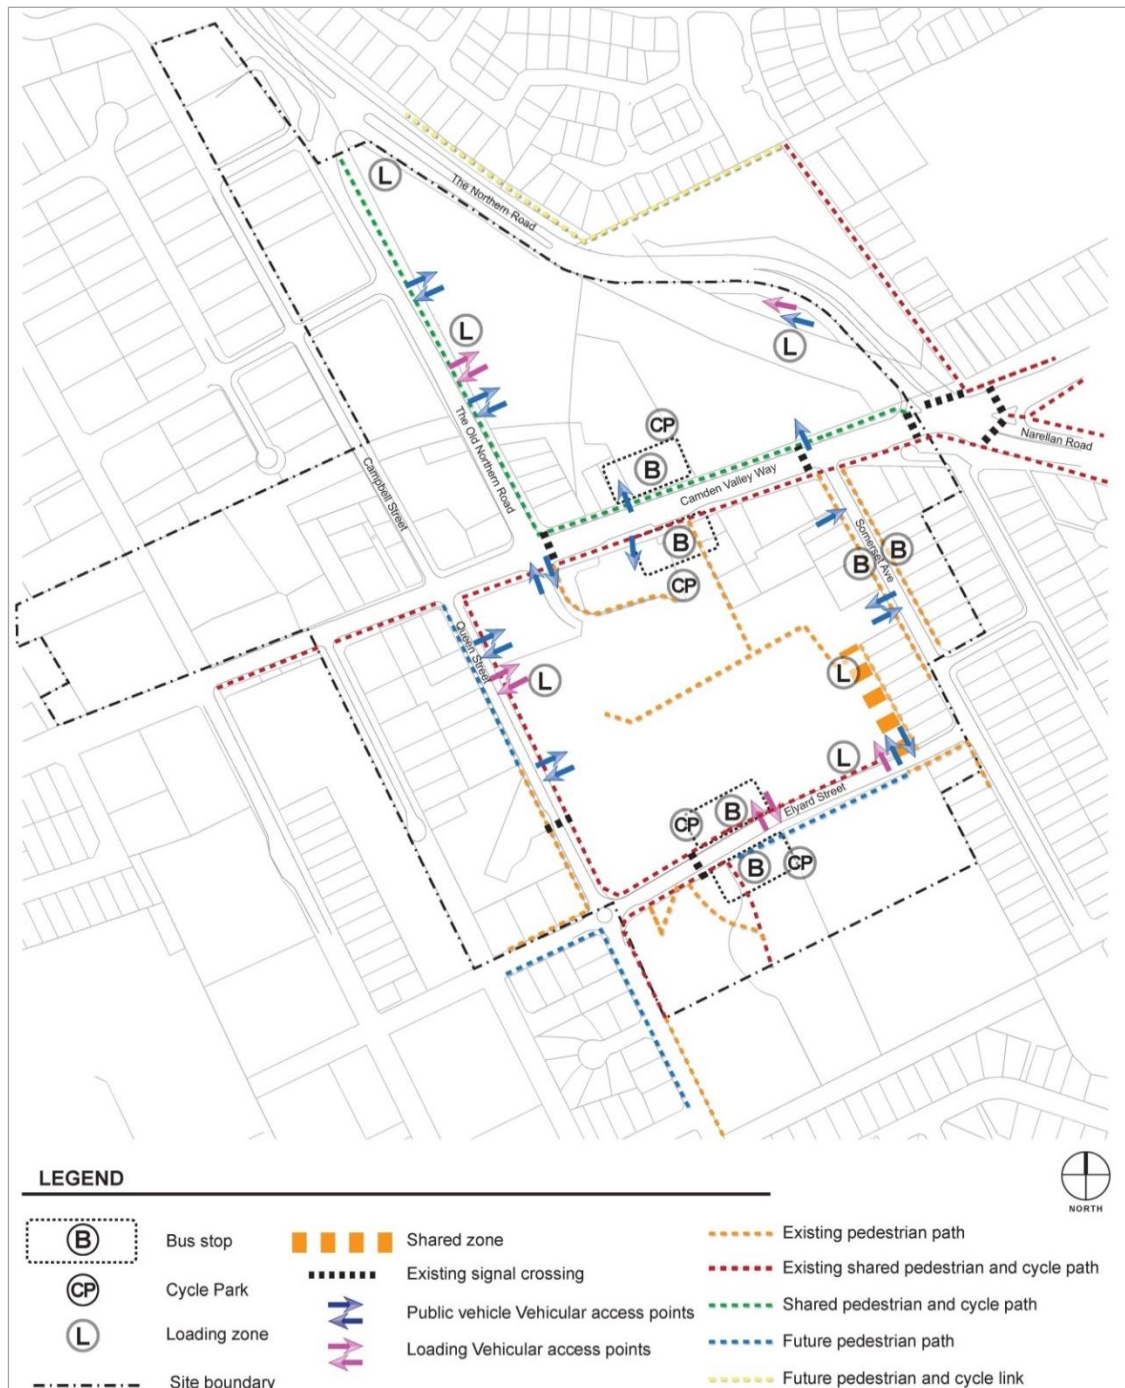 L
The Northern Road
L
L
CP
B
Camden Valley Way
Narellan Road
The Old Northern Road
Campbell Street
B
CP
Somerset Ave
B
B
Queen Street
L
L
L
Elyard Street
CP
B
B
CP
LEGEND
NORTH
B Bus stop
CP Cycle Park
L Loading zone
Site boundary
Shared zone
Existing signal crossing
Public vehicle Vehicular access points
Loading Vehicular access points
Existing pedestrian path
Existing shared pedestrian and cycle path
Shared pedestrian and cycle path
Future pedestrian path
Future pedestrian and cycle link